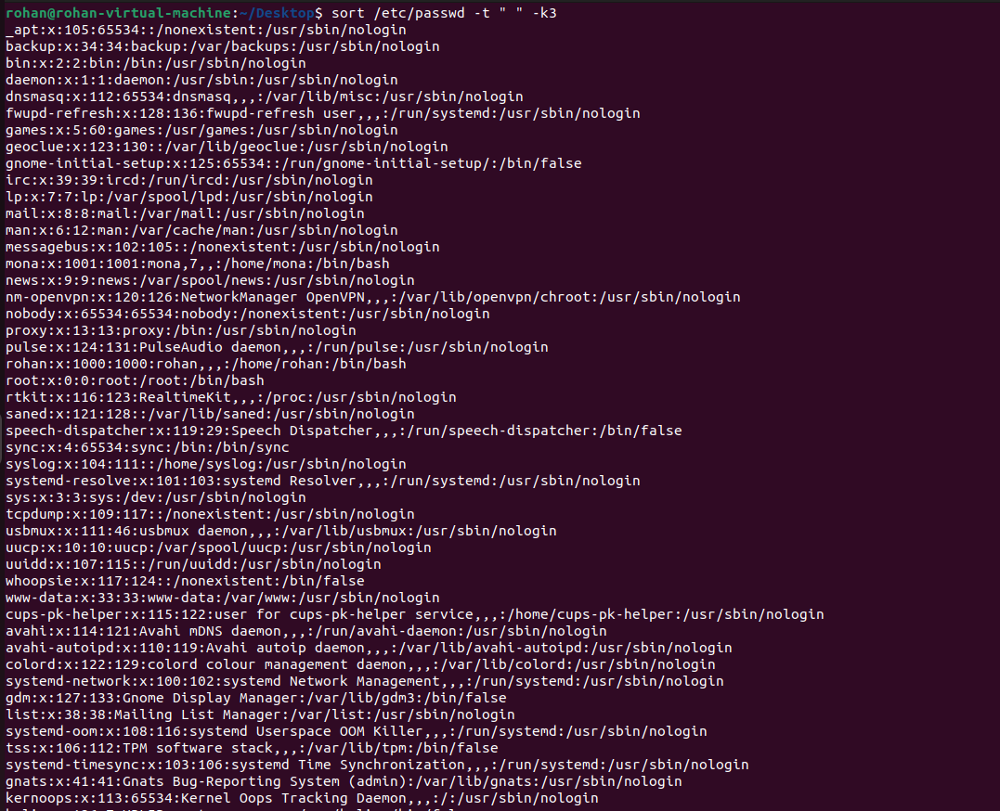 rohan@rohan-virtual-machine:~/Desktop$ sort /etc/passwd -t " " -k3
_apt:x:105:65534::/nonexistent:/usr/sbin/nologin
backup:x:34:34:backup:/var/backups:/usr/sbin/nologin
bin:x:2:2:bin:/bin:/usr/sbin/nologin
daemon:x:1:1:daemon:/usr/sbin:/usr/sbin/nologin
dnsmasq:x:112:65534:dnsmasq,,,:/var/lib/misc:/usr/sbin/nologin
fwupd-refresh:x:128:136:fwupd-refresh user,,,:/run/systemd:/usr/sbin/nologin
games:x:5:60:games:/usr/games:/usr/sbin/nologin
geoclue:x:123:130::/var/lib/geoclue:/usr/sbin/nologin
gnome-initial-setup:x:125:65534::/run/gnome-initial-setup/:/bin/false
irc:x:39:39:ircd:/run/ircd:/usr/sbin/nologin
lp:x:7:7:lp:/var/spool/lpd:/usr/sbin/nologin
mail:x:8:8:mail:/var/mail:/usr/sbin/nologin
man:x:6:12:man:/var/cache/man:/usr/sbin/nologin
messagebus:x:102:105::/nonexistent:/usr/sbin/nologin
mona:x:1001:1001:mona,7,,:/home/mona:/bin/bash
news:x:9:9:news:/var/spool/news:/usr/sbin/nologin
nm-openvpn:x:120:126:NetworkManager OpenVPN,,,:/var/lib/openvpn/chroot:/usr/sbin/nologin
nobody:x:65534:65534:nobody:/nonexistent:/usr/sbin/nologin
proxy:x:13:13:proxy:/bin:/usr/sbin/nologin
pulse:x:124:131:PulseAudio daemon,,,:/run/pulse:/usr/sbin/nologin
rohan:x:1000:1000:rohan,,,:/home/rohan:/bin/bash
root:x:0:0:root:/root:/bin/bash
rtkit:x:116:123:RealtimeKit,,,:/proc:/usr/sbin/nologin
saned:x:121:128::/var/lib/saned:/usr/sbin/nologin
speech-dispatcher:x:119:29:Speech Dispatcher,,,:/run/speech-dispatcher:/bin/false
sync:x:4:65534:sync:/bin:/bin/sync
syslog:x:104:111::/home/syslog:/usr/sbin/nologin
systemd-resolve:x:101:103:systemd Resolver,,,:/run/systemd:/usr/sbin/nologin
sys:x:3:3:sys:/dev:/usr/sbin/nologin
tcpdump:x:109:117::/nonexistent:/usr/sbin/nologin
usbmux:x:111:46:usbmux daemon,,,:/var/lib/usbmux:/usr/sbin/nologin
uucp:x:10:10:uucp:/var/spool/uucp:/usr/sbin/nologin
uuidd:x:107:115::/run/uuidd:/usr/sbin/nologin
whoopsie:x:117:124::/nonexistent:/bin/false
www-data:x:33:33:www-data:/var/www:/usr/sbin/nologin
cups-pk-helper:x:115:122:user for cups-pk-helper service,,,:/home/cups-pk-helper:/usr/sbin/nologin
avahi:x:114:121:Avahi mDNS daemon,,,:/run/avahi-daemon:/usr/sbin/nologin
avahi-autoipd:x:110:119:Avahi autoip daemon,,,:/var/lib/avahi-autoipd:/usr/sbin/nologin
colord:x:122:129:colord colour management daemon,,,:/var/lib/colord:/usr/sbin/nologin
systemd-network:x:100:102:systemd Network Management,,,:/run/systemd:/usr/sbin/nologin
gdm:x:127:133:Gnome Display Manager:/var/lib/gdm3:/bin/false
list:x:38:38:Mailing List Manager:/var/list:/usr/sbin/nologin
systemd-oom:x:108:116:systemd Userspace OOM Killer,,,:/run/systemd:/usr/sbin/nologin
tss:x:106:112:TPM software stack,,,:/var/lib/tpm:/bin/false
systemd-timesync:x:103:106:systemd Time Synchronization,,,:/run/systemd:/usr/sbin/nologin
gnats:x:41:41:Gnats Bug-Reporting System (admin):/var/lib/gnats:/usr/sbin/nologin
kernoops:x:113:65534:Kernel Oops Tracking Daemon,,,:/:/usr/sbin/nologin